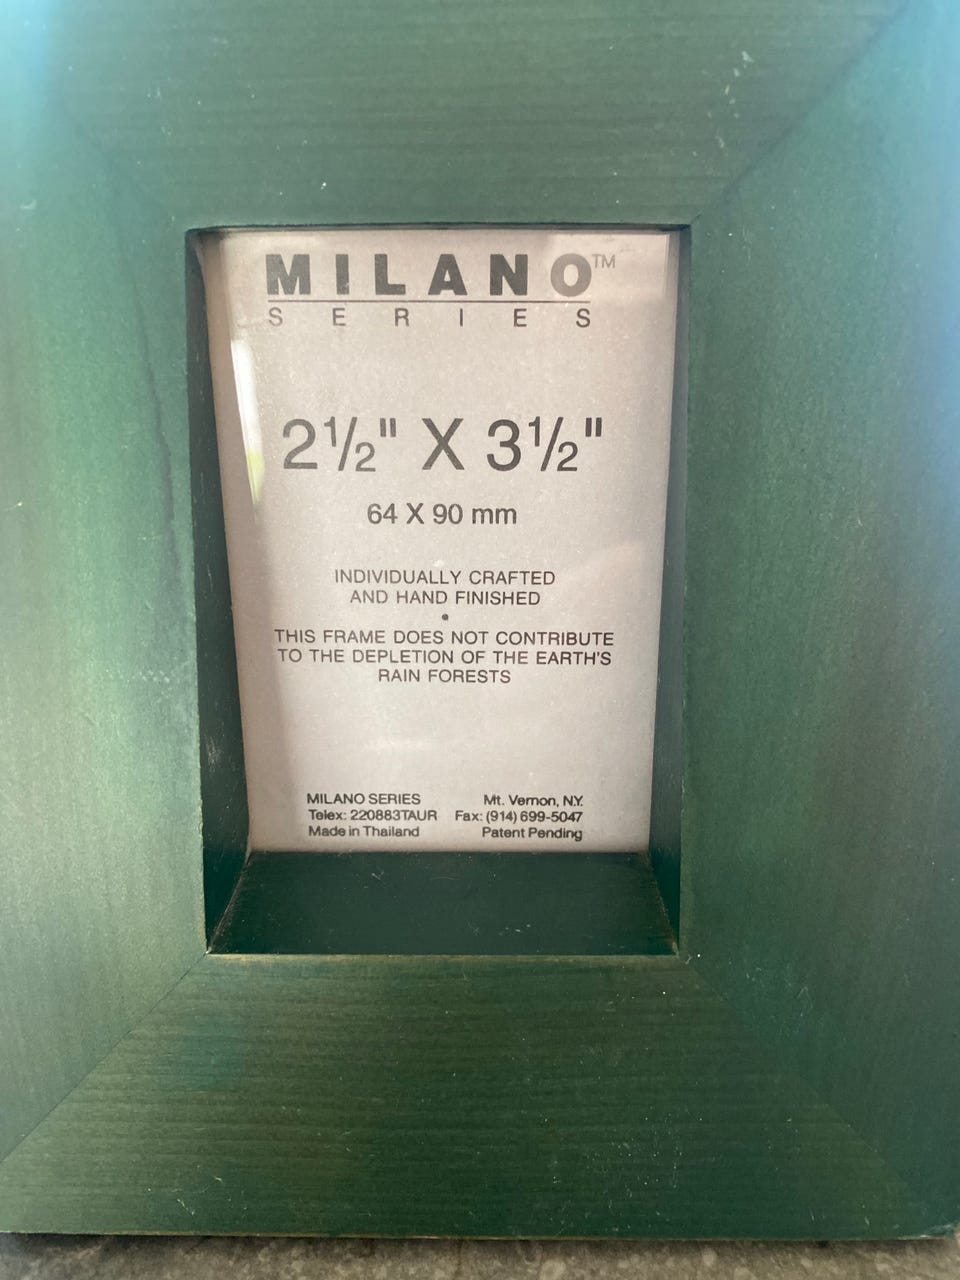 MILANO™
SERIES
2½" X 3½"
64 X 90 mm
INDIVIDUALLY CRAFTED
AND HAND FINISHED
•
THIS FRAME DOES NOT CONTRIBUTE
TO THE DEPLETION OF THE EARTH'S
RAIN FORESTS
MILANO SERIES Mt. Vernon, N.Y.
Telex: 220883TAUR Fax: (914) 699-5047
Made in Thailand Patent Pending